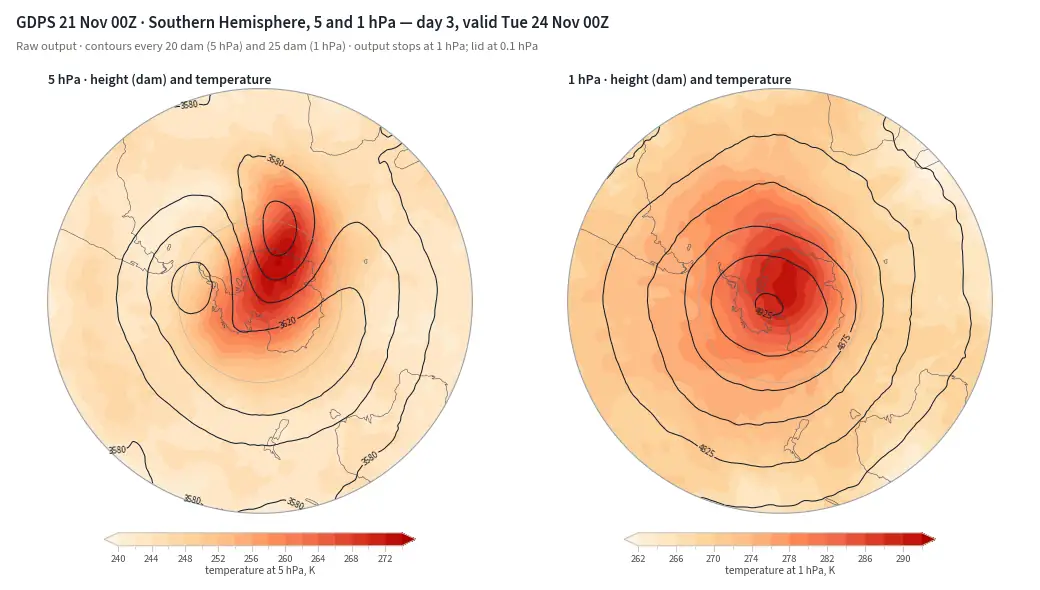 GDPS 21 Nov 00Z · Southern Hemisphere, 5 and 1 hPa — day 3, valid Tue 24 Nov 00Z
Raw output · contours every 20 dam (5 hPa) and 25 dam (1 hPa) · output stops at 1 hPa; lid at 0.1 hPa
5 hPa · height (dam) and temperature
1 hPa · height (dam) and temperature
3580
3580
3620
3580
3580
3580
3580
4925
4875
4825
240 244 248 252 256 260 264 268 272
temperature at 5 hPa, K
262 266 270 274 278 282 286 290
temperature at 1 hPa, K